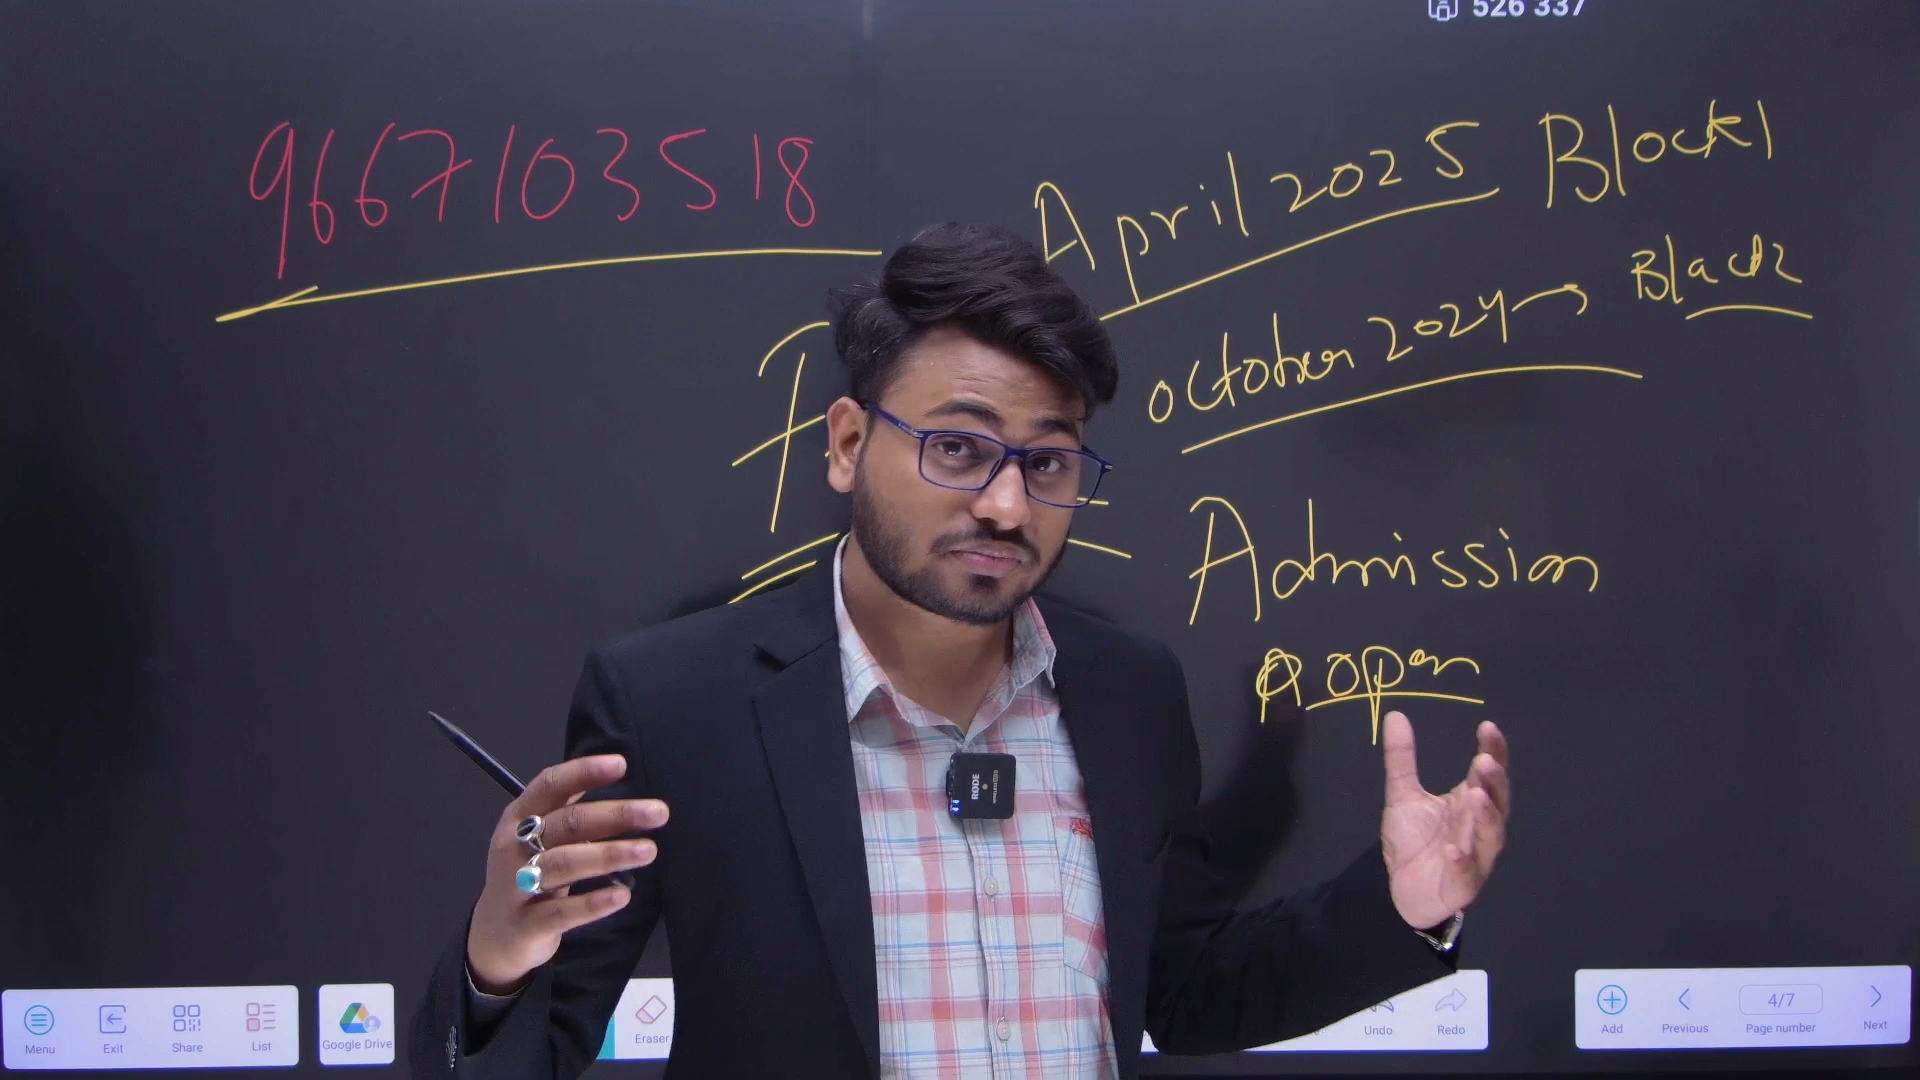 526 337
9667103518
April 2025 Block1
October 2024 → Block2
F
Admission
open
RØDE
Menu Exit Share List
Google Drive
Eraser
Undo Redo
Add Previous 4/7 Next
Page number